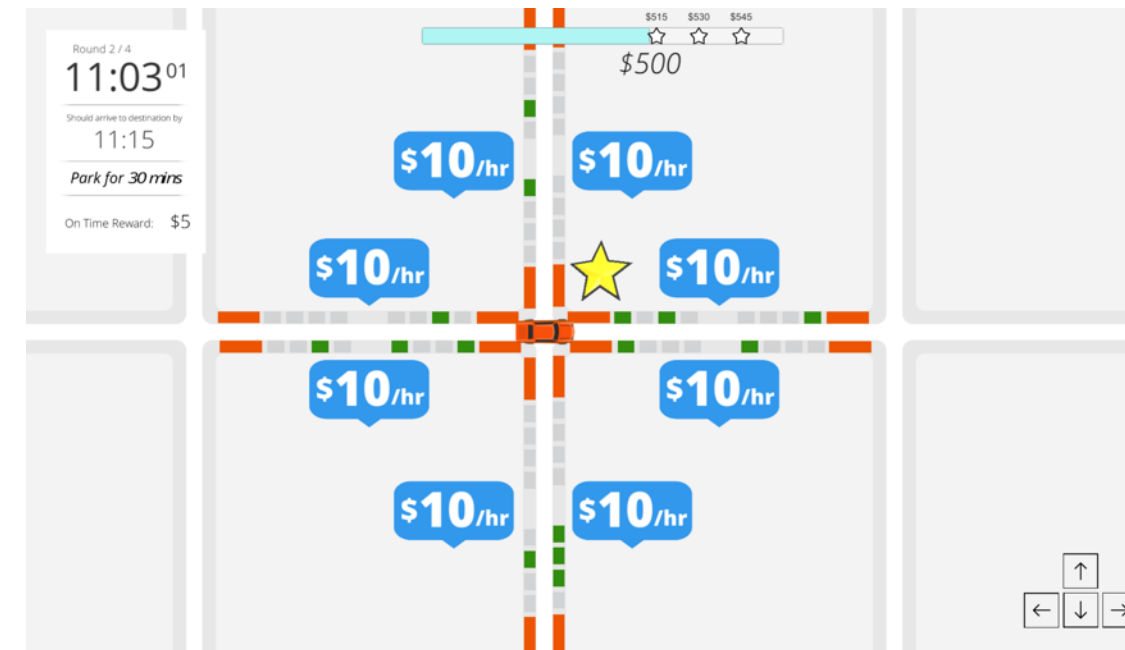 Round 2 / 4
11:03 01
Should arrive to destination by
11:15
Park for 30 mins
On Time Reward: $5
$515 $530 $545
$500
$10/hr $10/hr
$10/hr $10/hr
$10/hr $10/hr
$10/hr $10/hr
↑
← ↓ →